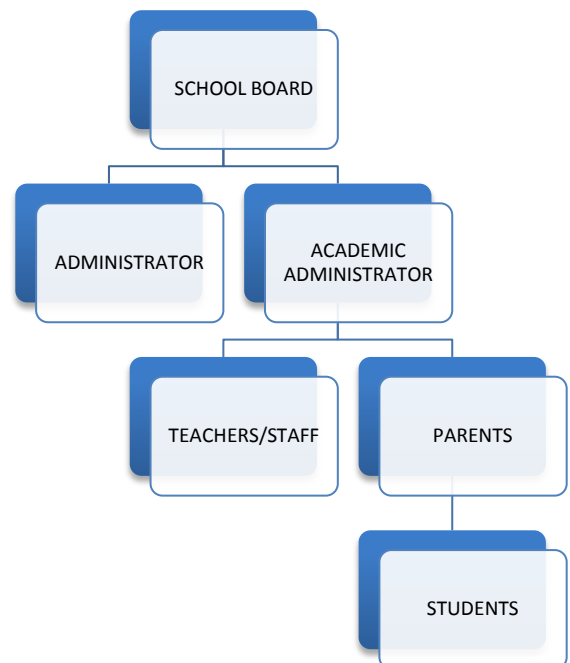 SCHOOL BOARD
ADMINISTRATOR
ACADEMIC
ADMINISTRATOR
TEACHERS/STAFF
PARENTS
STUDENTS